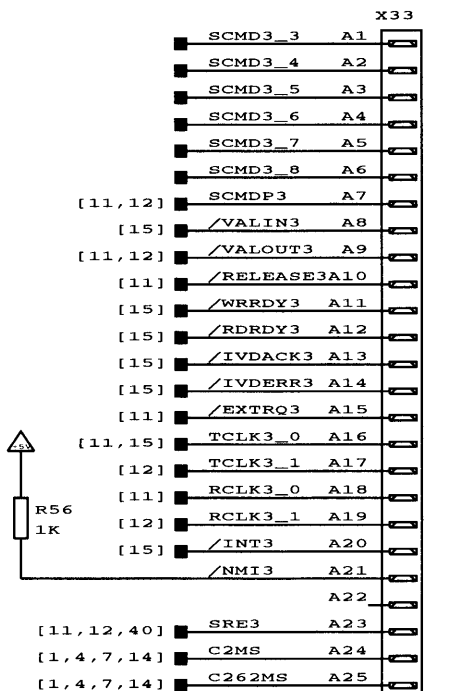 X33
SCMD3_3 A1
SCMD3_4 A2
SCMD3_5 A3
SCMD3_6 A4
SCMD3_7 A5
SCMD3_8 A6
[11,12] SCMDP3 A7
[15] /VALIN3 A8
[11,12] /VALOUT3 A9
[11] /RELEASE3A10
[15] /WRRDY3 A11
[15] /RDRDY3 A12
[15] /IVDACK3 A13
[15] /IVDERR3 A14
[11] /EXTRQ3 A15
[11,15] TCLK3_0 A16
+5V
[12] TCLK3_1 A17
[11] RCLK3_0 A18
R56
[12] RCLK3_1 A19
1K
[15] /INT3 A20
/NMI3 A21
A22
[11,12,40] SRE3 A23
[1,4,7,14] C2MS A24
[1,4,7,14] C262MS A25